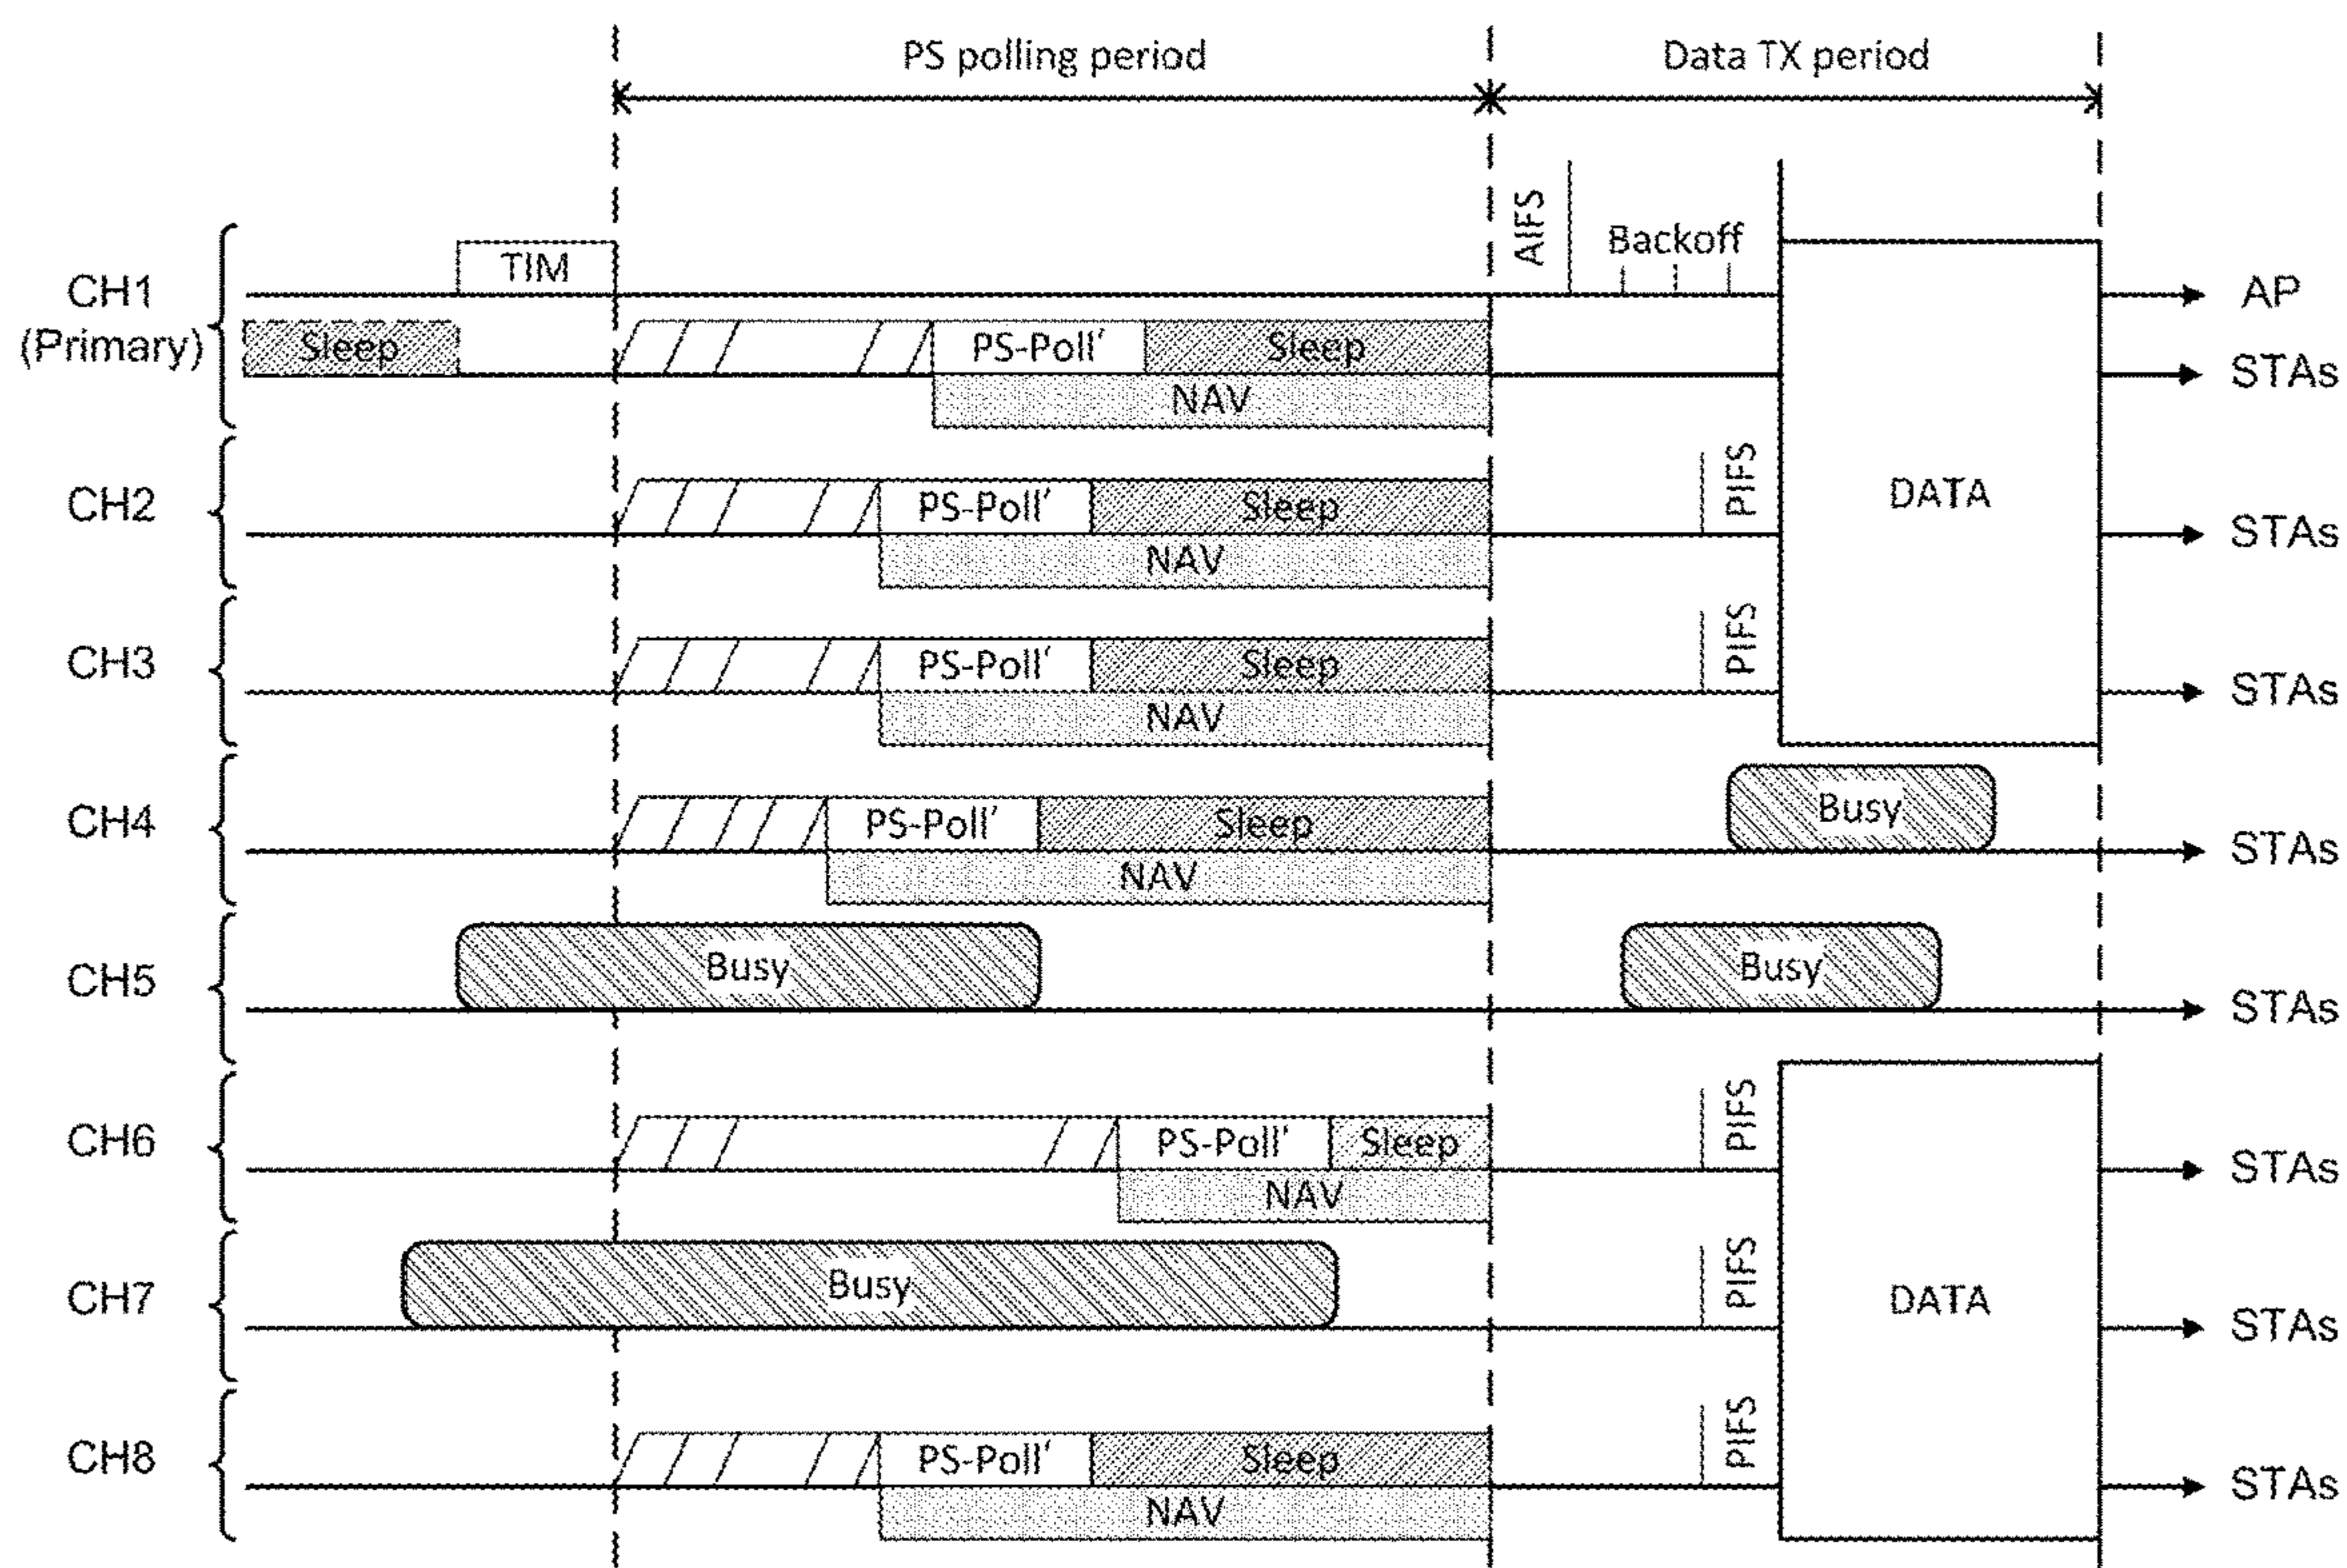 PS polling period
Data TX period
AIFS
Backoff
TIM
CH1
(Primary)
AP
Sleep
PS-Poll'
Sleep
STAs
NAV
CH2
PS-Poll'
Sleep
PIFS
DATA
STAs
NAV
CH3
PS-Poll'
Sleep
PIFS
STAs
NAV
CH4
PS-Poll'
Sleep
Busy
STAs
NAV
CH5
Busy
Busy
STAs
CH6
PS-Poll'
Sleep
PIFS
STAs
NAV
CH7
Busy
PIFS
DATA
STAs
CH8
PS-Poll'
Sleep
PIFS
STAs
NAV